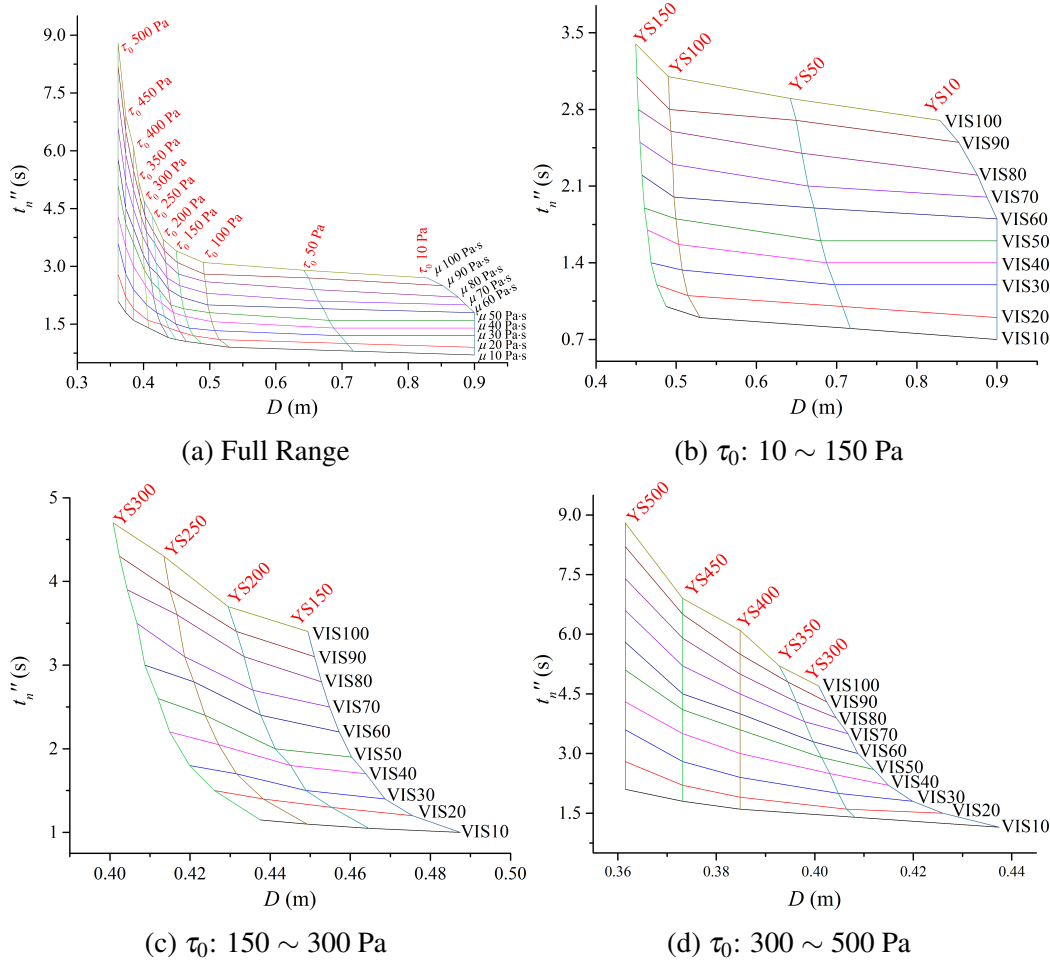 9.0
7.5
6.0
4.5
3.0
1.5
tₙ'' (s)
0.3 0.4 0.5 0.6 0.7 0.8 0.9
D (m)
τ₀ 500 Pa
τ₀ 450 Pa
τ₀ 400 Pa
τ₀ 350 Pa
τ₀ 300 Pa
τ₀ 250 Pa
τ₀ 200 Pa
τ₀ 150 Pa
τ₀ 100 Pa
τ₀ 50 Pa
τ₀ 10 Pa
μ 100 Pa·s
μ 90 Pa·s
μ 80 Pa·s
μ 70 Pa·s
μ 60 Pa·s
μ 50 Pa·s
μ 40 Pa·s
μ 30 Pa·s
μ 20 Pa·s
μ 10 Pa·s
(a) Full Range
3.5
2.8
2.1
1.4
0.7
tₙ'' (s)
0.4 0.5 0.6 0.7 0.8 0.9
D (m)
YS150
YS100
YS50
YS10
VIS100
VIS90
VIS80
VIS70
VIS60
VIS50
VIS40
VIS30
VIS20
VIS10
(b) τ₀: 10 ∼ 150 Pa
5
4
3
2
1
tₙ'' (s)
0.40 0.42 0.44 0.46 0.48 0.50
D (m)
YS300
YS250
YS200
YS150
VIS100
VIS90
VIS80
VIS70
VIS60
VIS50
VIS40
VIS30
VIS20
VIS10
(c) τ₀: 150 ∼ 300 Pa
9.0
7.5
6.0
4.5
3.0
1.5
tₙ'' (s)
0.36 0.38 0.40 0.42 0.44
D (m)
YS500
YS450
YS400
YS350
YS300
VIS100
VIS90
VIS80
VIS70
VIS60
VIS50
VIS40
VIS30
VIS20
VIS10
(d) τ₀: 300 ∼ 500 Pa